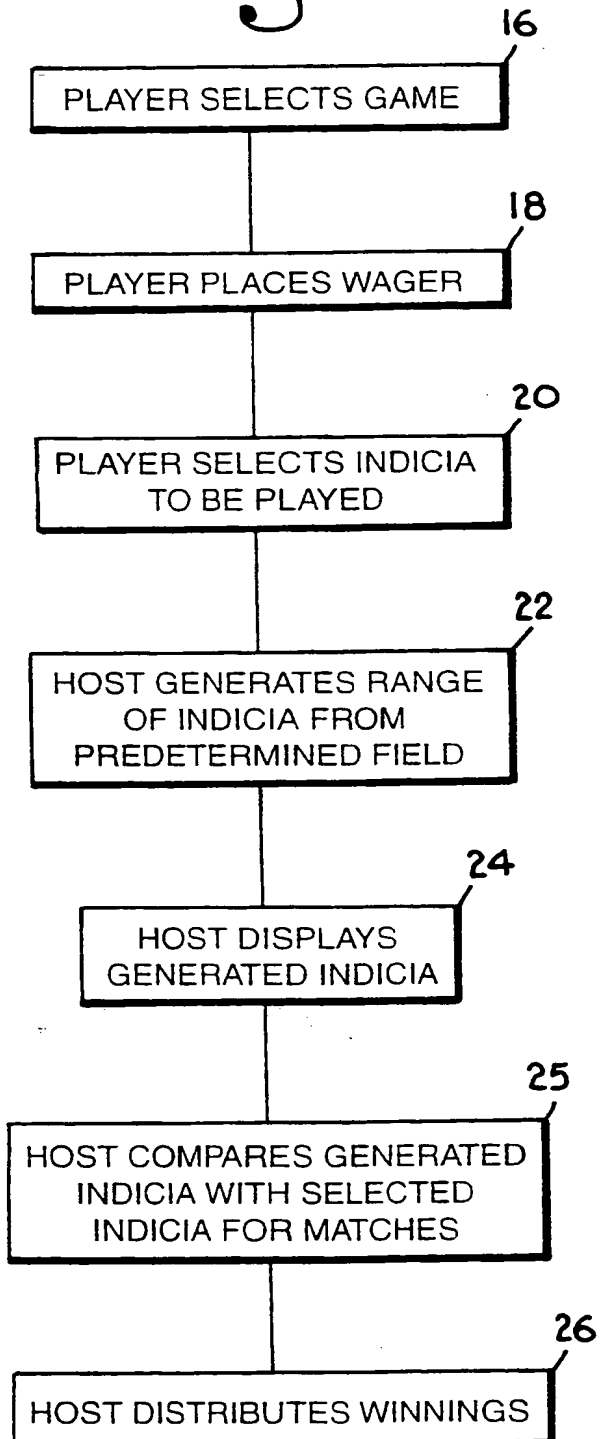 16
PLAYER SELECTS GAME
18
PLAYER PLACES WAGER
20
PLAYER SELECTS INDICIA
TO BE PLAYED
22
HOST GENERATES RANGE
OF INDICIA FROM
PREDETERMINED FIELD
24
HOST DISPLAYS
GENERATED INDICIA
25
HOST COMPARES GENERATED
INDICIA WITH SELECTED
INDICIA FOR MATCHES
26
HOST DISTRIBUTES WINNINGS